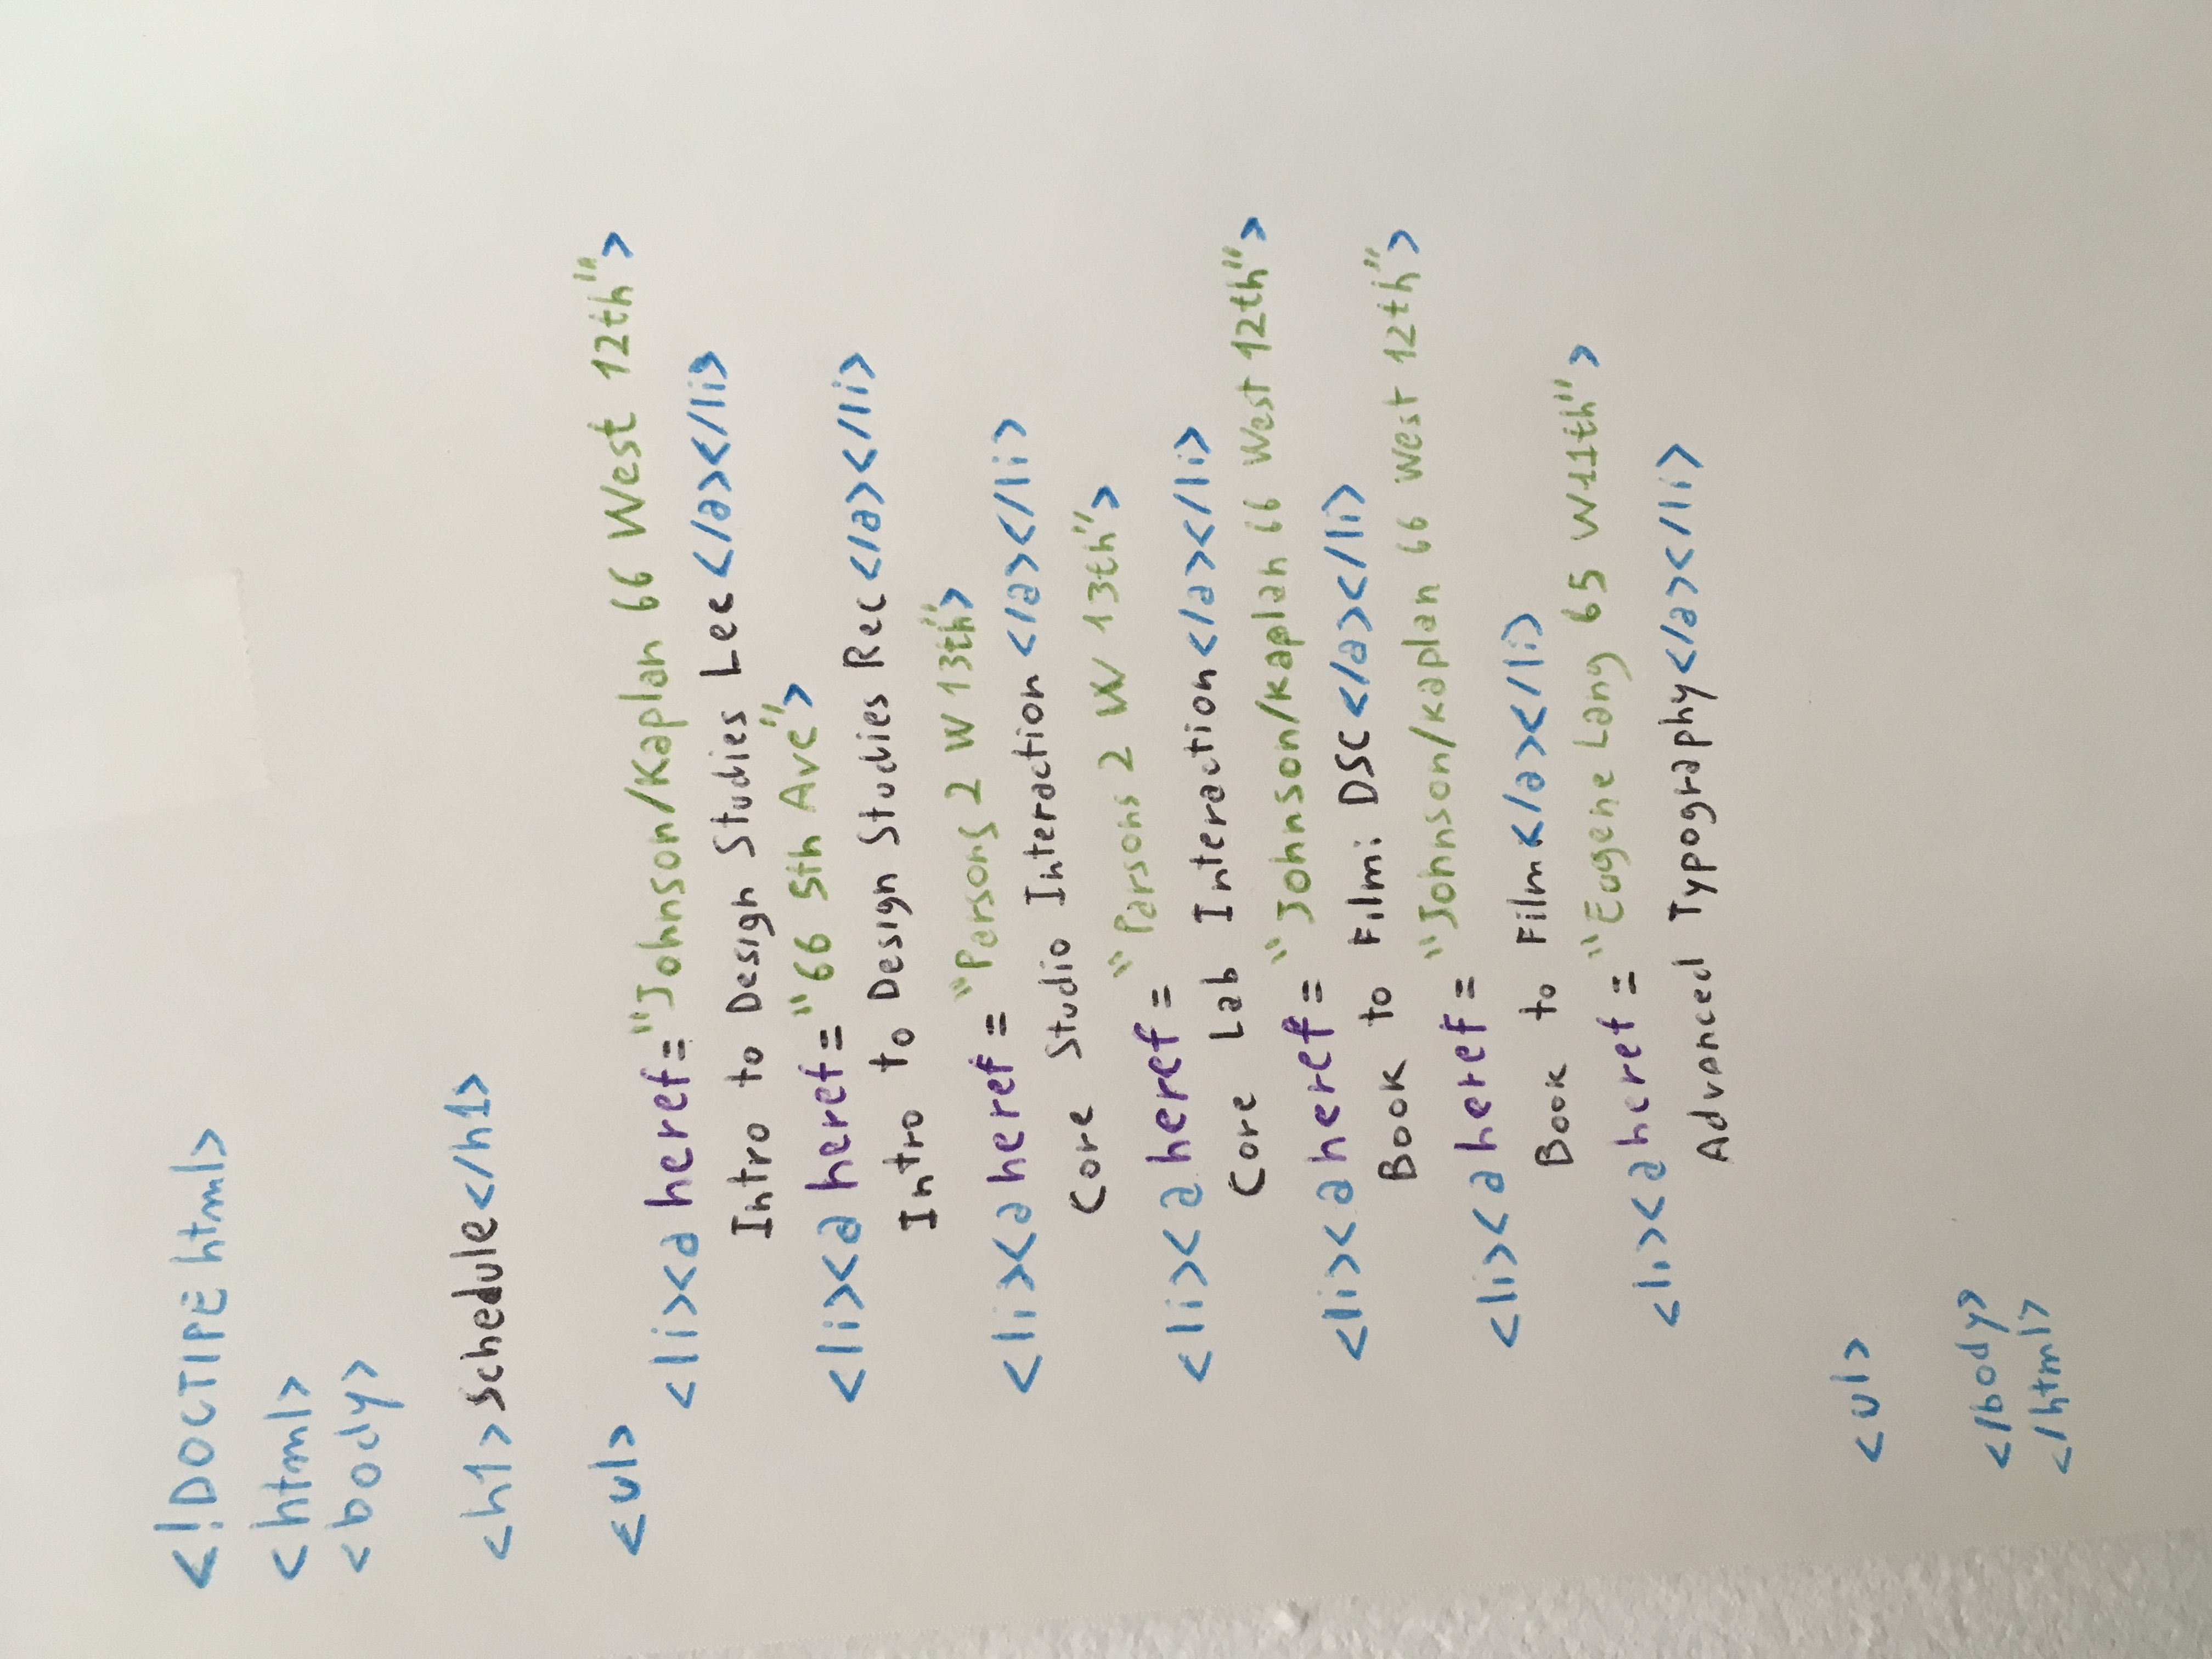 <!DOCTIPE html>
<html>
<body>
<h1>Schedule</h1>
<ul>
<li><a heref="Johnson/Kaplan 66 West 12th">
Intro to Design Studies Lec</a></li>
<li><a heref="66 5th Ave">
Intro to Design Studies Rec</a></li>
<li><a heref="Parsons 2 W 13th">
Core Studio Interaction</a></li>
<li><a heref="Parsons 2 W 13th">
Core Lab Interaction</a></li>
<li><a heref="Johnson/Kaplan 66 West 12th">
Book to Film: DSC</a></li>
<li><a heref="Johnson/Kaplan 66 West 12th">
Book to Film</a></li>
<li><a heref="Eugene Lang 65 W11th">
Advanced Typography</a></li>
<ul>
</body>
</html>